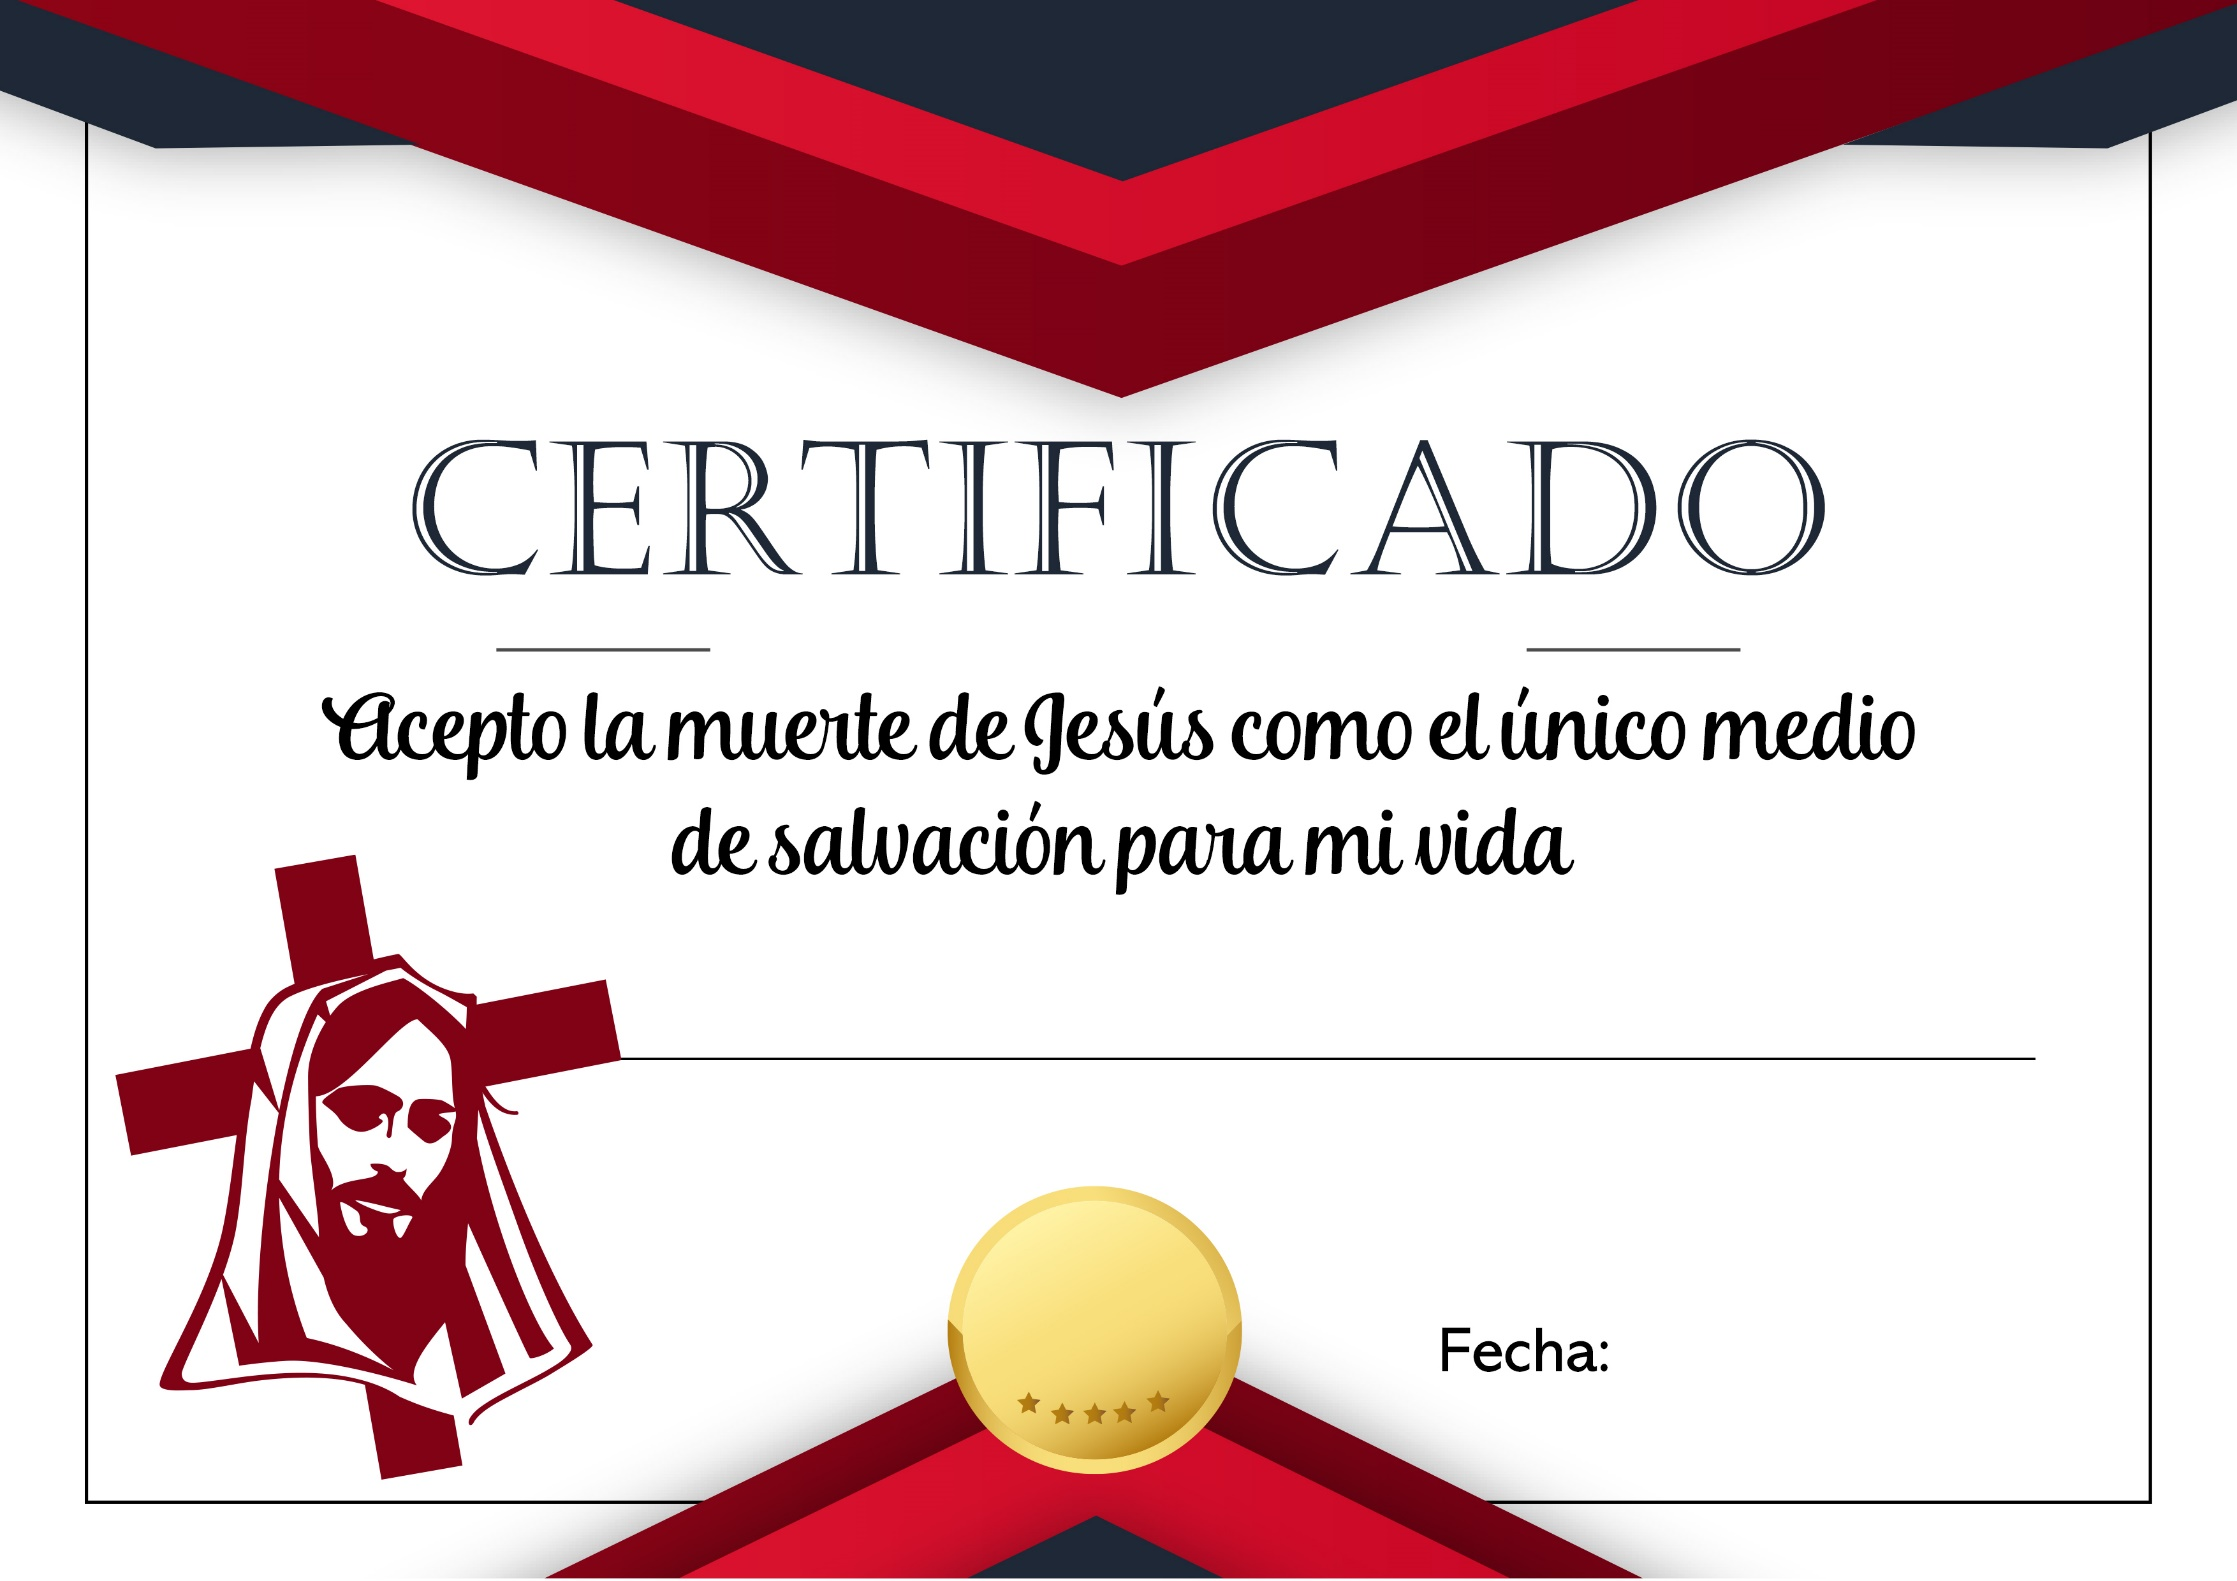 CERTIFICADO
Acepto la muerte de Jesús como el único medio
de salvación para mi vida
Fecha: